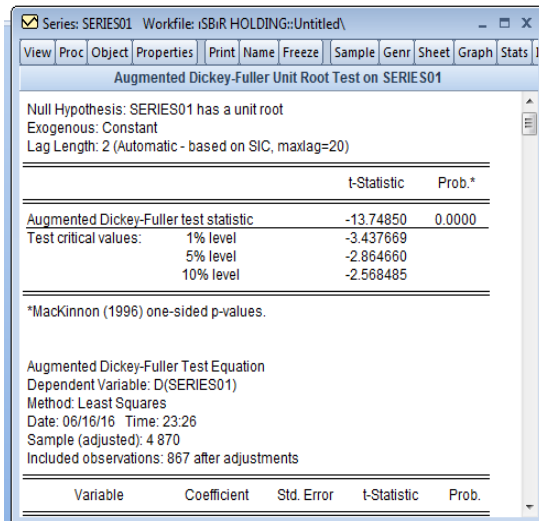 Series: SERIES01 Workfile: ıSBıR HOLDING::Untitled\
View Proc Object Properties Print Name Freeze Sample Genr Sheet Graph Stats
Augmented Dickey-Fuller Unit Root Test on SERIES01
Null Hypothesis: SERIES01 has a unit root
Exogenous: Constant
Lag Length: 2 (Automatic - based on SIC, maxlag=20)
t-Statistic Prob.*
Augmented Dickey-Fuller test statistic -13.74850 0.0000
Test critical values: 1% level -3.437669
5% level -2.864660
10% level -2.568485
*MacKinnon (1996) one-sided p-values.
Augmented Dickey-Fuller Test Equation
Dependent Variable: D(SERIES01)
Method: Least Squares
Date: 06/16/16 Time: 23:26
Sample (adjusted): 4 870
Included observations: 867 after adjustments
Variable Coefficient Std. Error t-Statistic Prob.